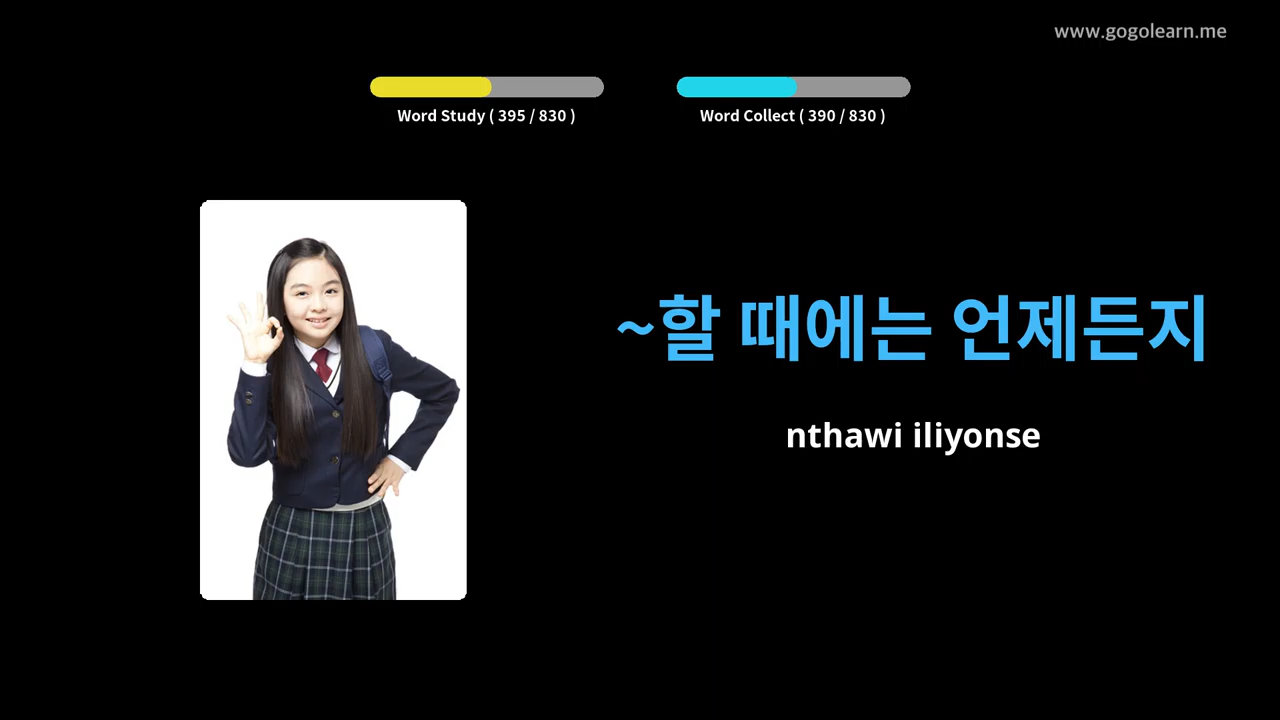 www.gogolearn.me
Word Study ( 395 / 830 )
Word Collect ( 390 / 830 )
~할 때에는 언제든지
nthawi iliyonse